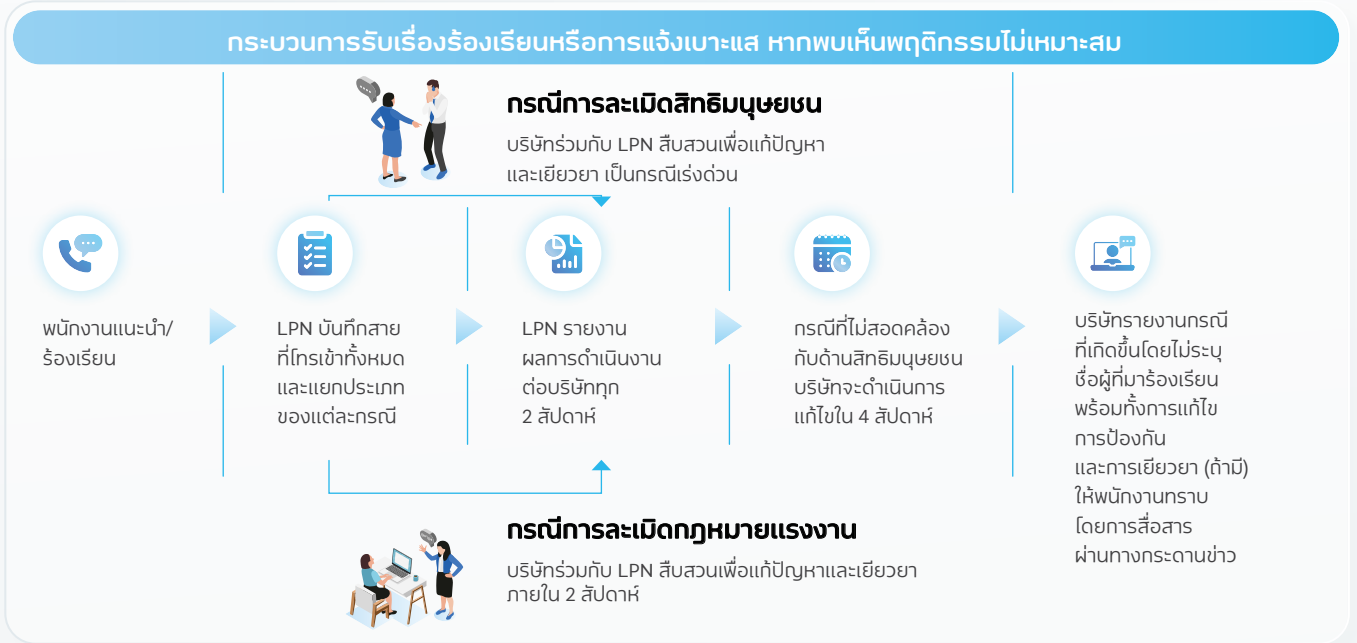 กระบวนการรับเรื่องร้องเรียนหรือการแจ้งเบาะแส หากพบเห็นพฤติกรรมไม่เหมาะสม
กรณีการละเมิดสิทธิมนุษยชน
บริษัทร่วมกับ LPN สืบสวนเพื่อแก้ปัญหา
และเยียวยา เป็นกรณีเร่งด่วน
พนักงานแนะนำ/
ร้องเรียน
LPN บันทึกสาย
ที่โทรเข้าทั้งหมด
และแยกประเภท
ของแต่ละกรณี
LPN รายงาน
ผลการดำเนินงาน
ต่อบริษัททุก
2 สัปดาห์
กรณีที่ไม่สอดคล้อง
กับด้านสิทธิมนุษยชน
บริษัทจะดำเนินการ
แก้ไขใน 4 สัปดาห์
บริษัทรายงานกรณี
ที่เกิดขึ้นโดยไม่ระบุ
ชื่อผู้ที่มาร้องเรียน
พร้อมทั้งการแก้ไข
การป้องกัน
และการเยียวยา (ถ้ามี)
ให้พนักงานทราบ
โดยการสื่อสาร
ผ่านทางกระดานข่าว
กรณีการละเมิดกฎหมายแรงงาน
บริษัทร่วมกับ LPN สืบสวนเพื่อแก้ปัญหาและเยียวยา
ภายใน 2 สัปดาห์